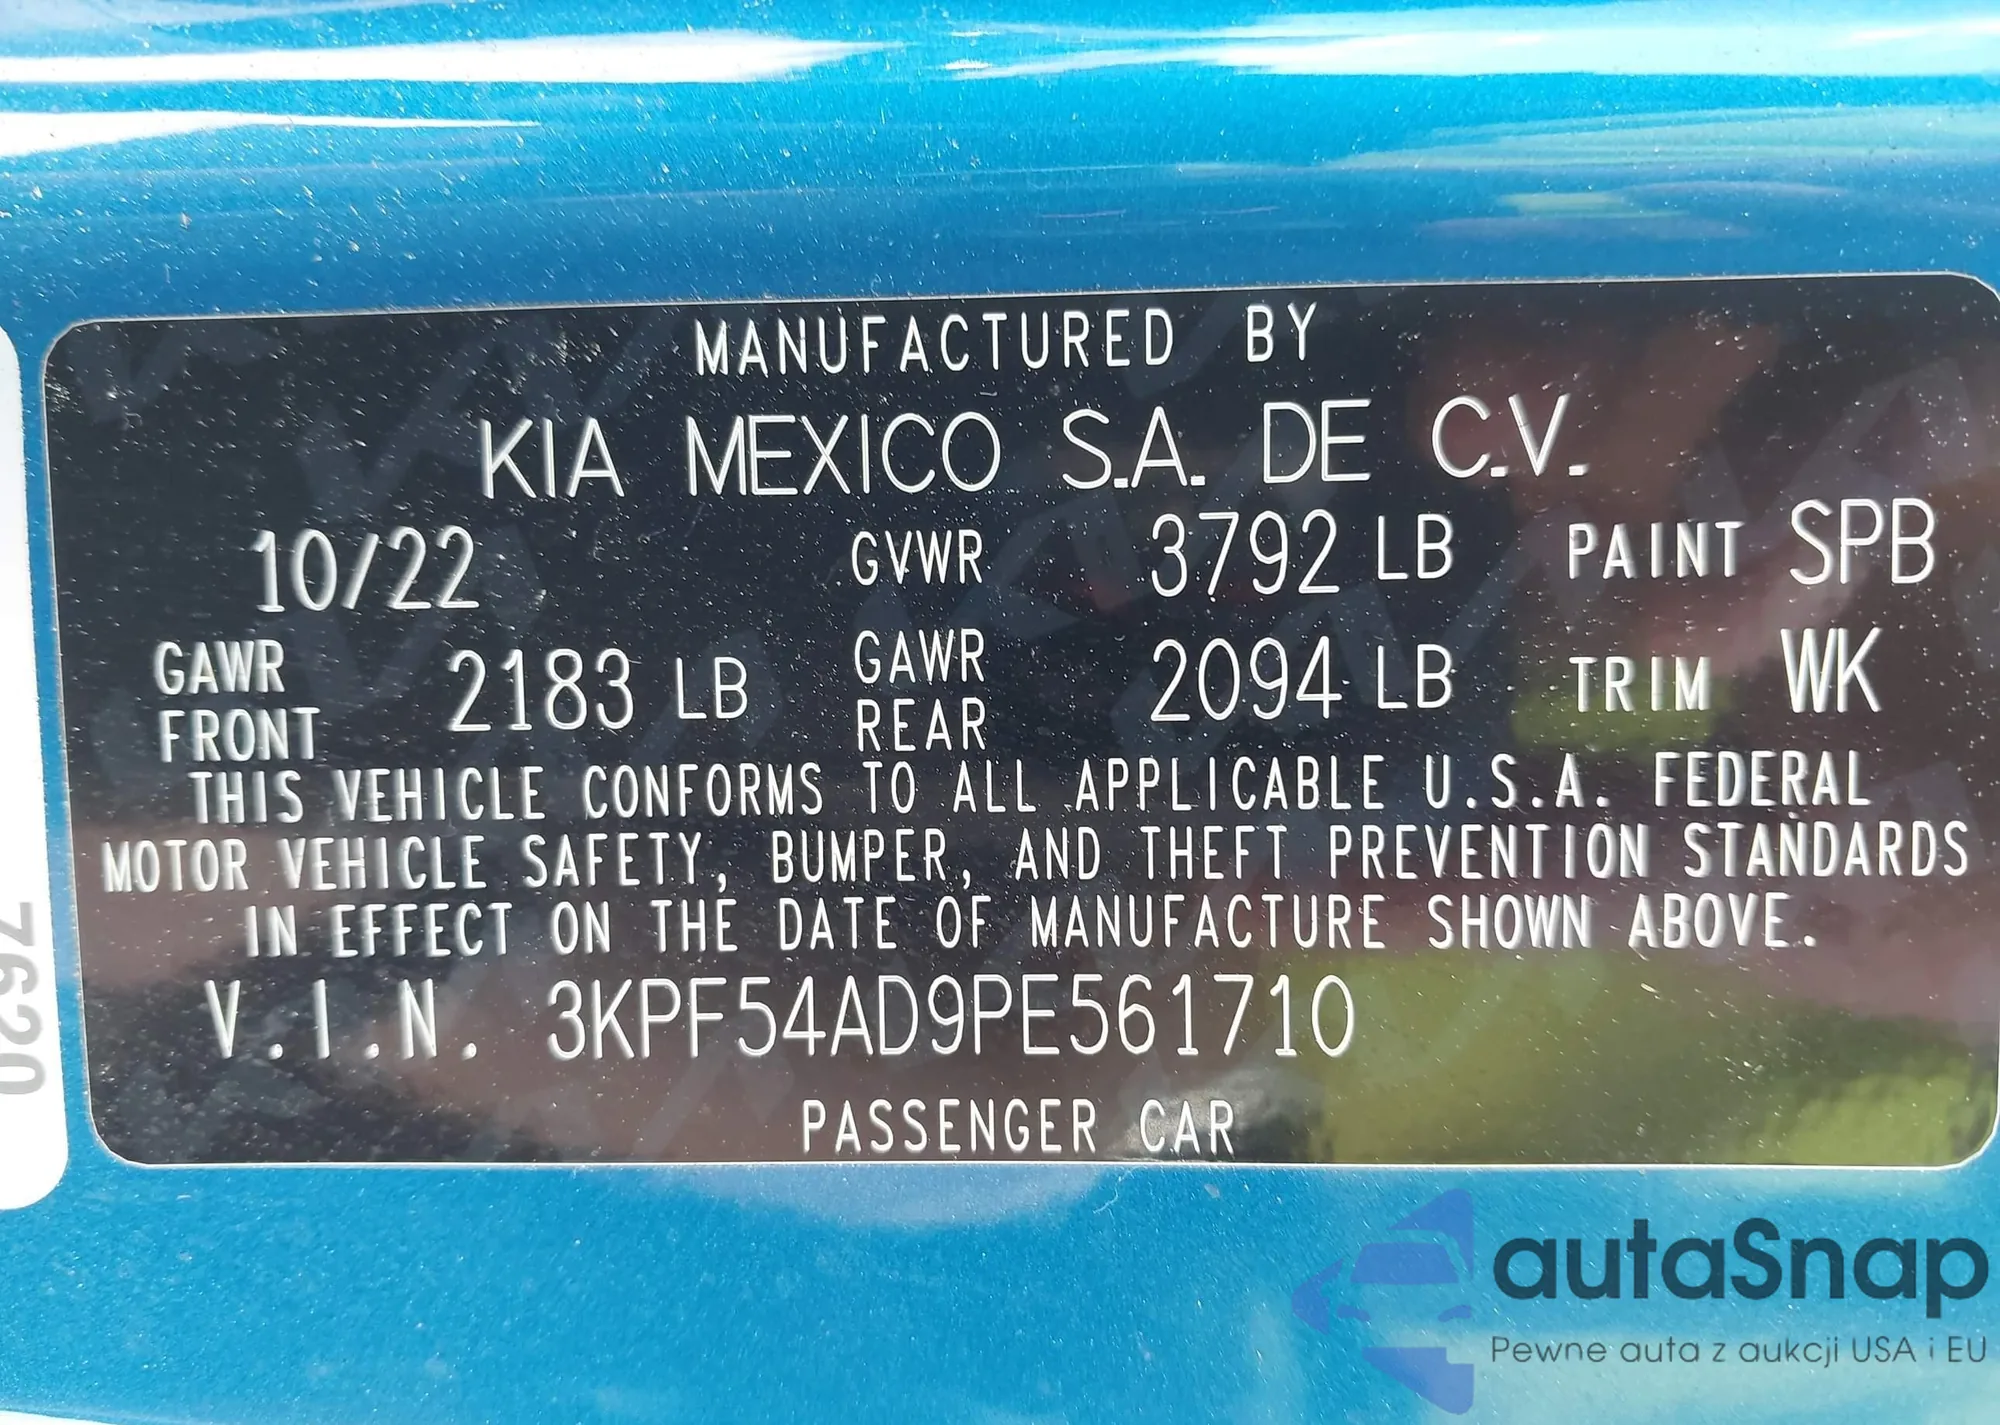 MANUFACTURED BY
KIA MEXICO S.A. DE C.V.
10/22 GVWR 3792 LB PAINT SPB
GAWR FRONT 2183 LB GAWR REAR 2094 LB TRIM WK
THIS VEHICLE CONFORMS TO ALL APPLICABLE U.S.A. FEDERAL
MOTOR VEHICLE SAFETY, BUMPER, AND THEFT PREVENTION STANDARDS
IN EFFECT ON THE DATE OF MANUFACTURE SHOWN ABOVE.
V.I.N. 3KPF54AD9PE561710
PASSENGER CAR
7620
autaSnap
Pewne auta z aukcji USA i EU